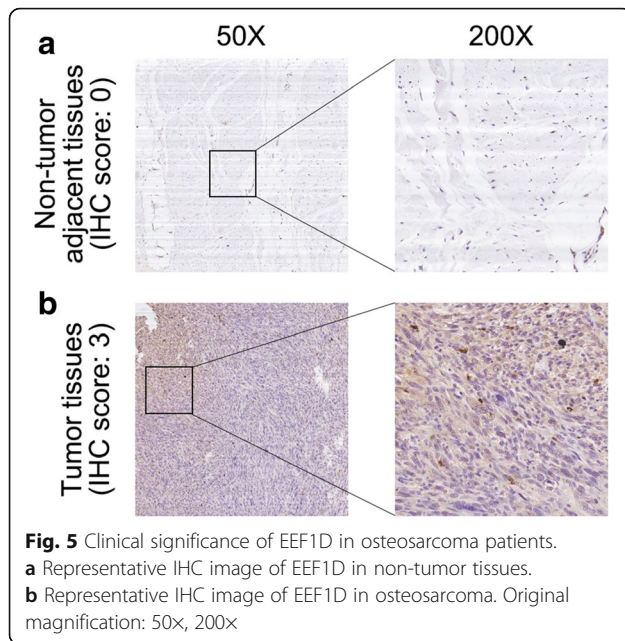 a
50X
200X
Non-tumor
adjacent tissues
(IHC score: 0)
b
Tumor tissues
(IHC score: 3)
Fig. 5 Clinical significance of EEF1D in osteosarcoma patients.
a Representative IHC image of EEF1D in non-tumor tissues.
b Representative IHC image of EEF1D in osteosarcoma. Original
magnification: 50×, 200×